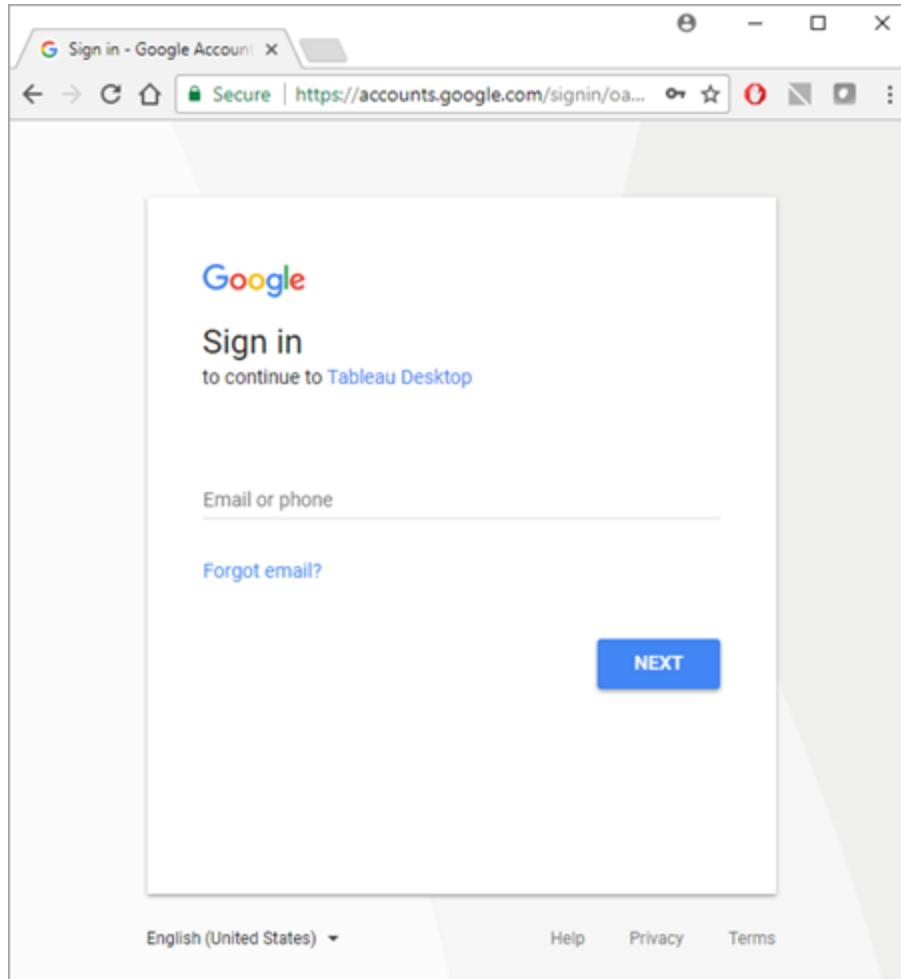 Sign in - Google Accoun
Secure | https://accounts.google.com/signin/oa...
Google
Sign in
to continue to Tableau Desktop
Email or phone
Forgot email?
NEXT
English (United States)
Help Privacy Terms